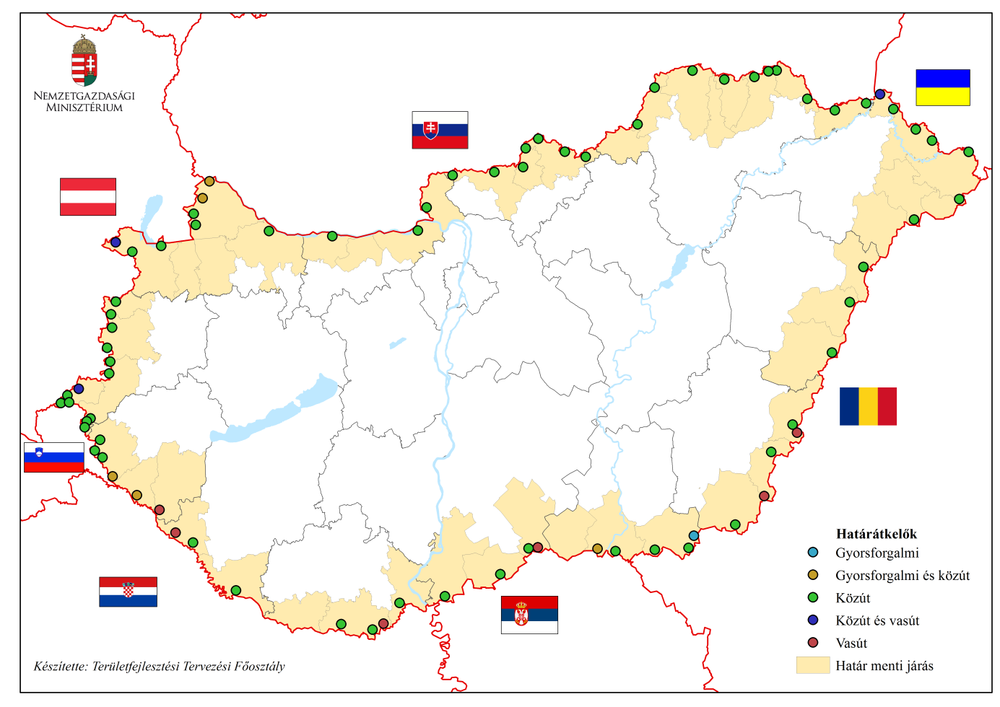 NEMZETGAZDASÁGI
MINISZTÉRIUM
Határátkelők
Gyorsforgalmi
Gyorsforgalmi és közút
Közút
Közút és vasút
Vasút
Határ menti járás
Készítette: Területfejlesztési Tervezési Főosztály